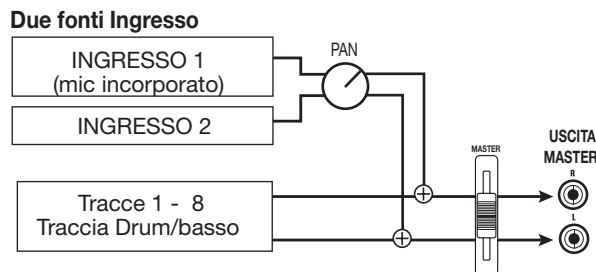 Due fonti Ingresso
INGRESSO 1
(mic incorporato)
PAN
INGRESSO 2
Tracce 1 - 8
Traccia Drum/basso
MASTER
USCITA
MASTER
R
L